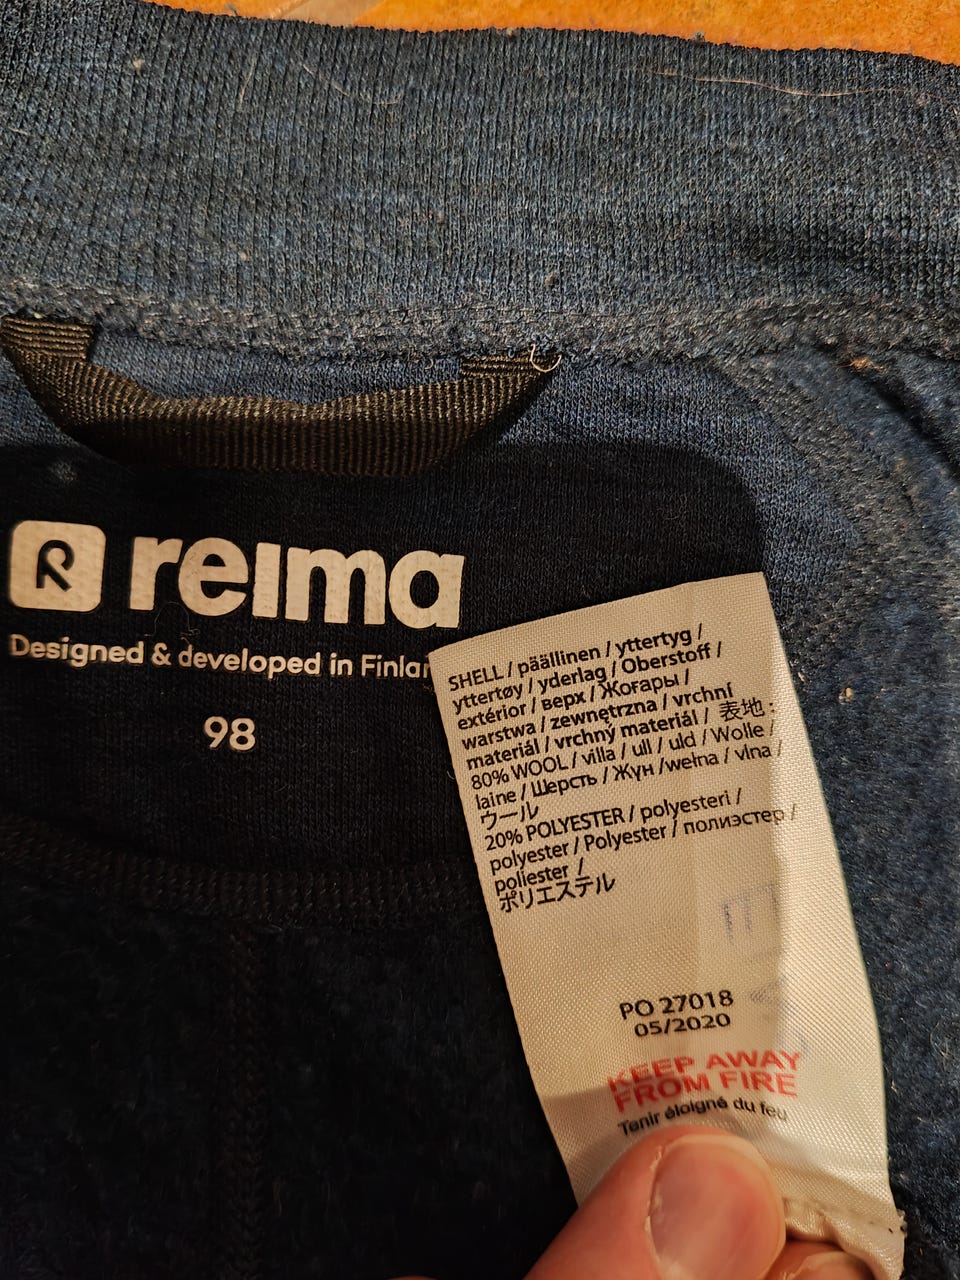 reima
Designed & developed in Finlan
98
SHELL / päällinen / yttertyg /
yttertøy / yderlag / Oberstoff /
extérior / верх / Жоғары /
warstwa / zewnętrzna / vrchní
materiál / vrchný materiál / 表地:
80% WOOL / villa / ull / uld / Wolle /
laine / Шерсть / Жүн /wełna / vlna /
ウール
20% POLYESTER / polyesteri /
polyester / Polyester / полиэстер /
poliester /
ポリエステル
PO 27018
05/2020
KEEP AWAY
FROM FIRE
Tenir éloigné du feu